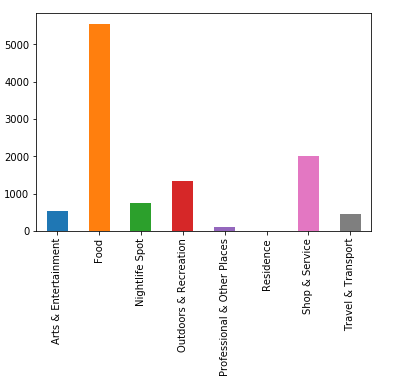 5000
4000
3000
2000
1000
0
Arts & Entertainment
Food
Nightlife Spot
Outdoors & Recreation
Professional & Other Places
Residence
Shop & Service
Travel & Transport